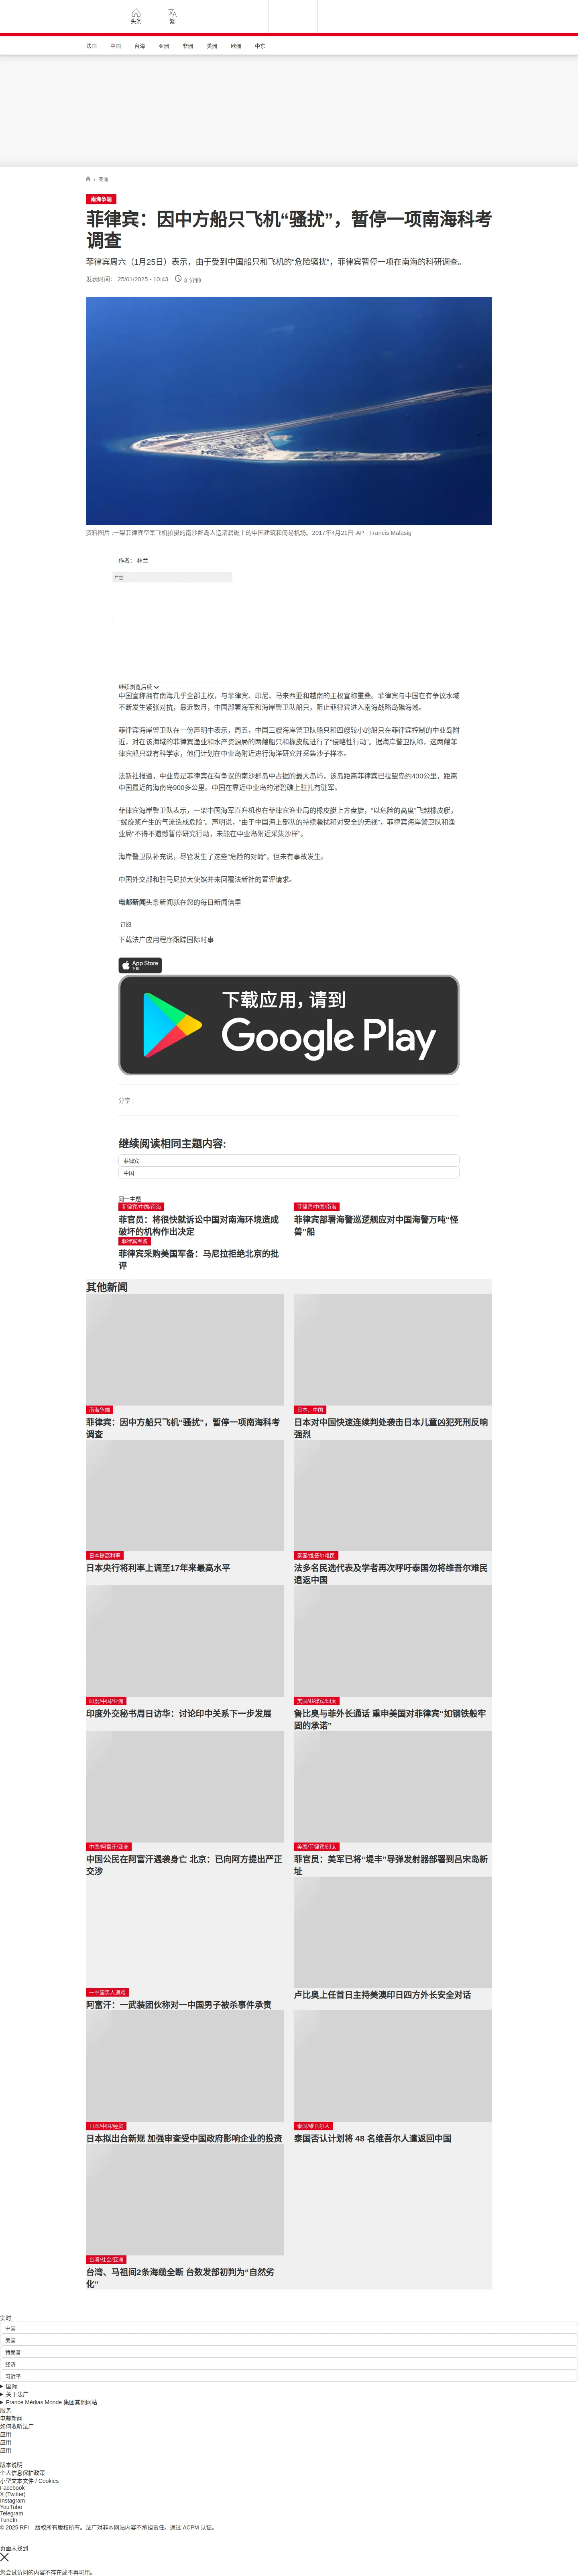 头条
繁
法国
中国
台海
亚洲
非洲
美洲
欧洲
中东
/ 亚洲
南海争端
菲律宾：因中方船只飞机“骚扰”，暂停一项南海科考
调查
菲律宾周六（1月25日）表示，由于受到中国船只和飞机的“危险骚扰”，菲律宾暂停一项在南海的科研调查。
发表时间： 25/01/2025 - 10:43 3 分钟
资料图片 :一架菲律宾空军飞机拍摄的南沙群岛人造渚碧礁上的中国建筑和简易机场。2017年4月21日 AP - Francis Malasig
作者： 林兰
广告
继续浏览后续
中国宣称拥有南海几乎全部主权，与菲律宾、印尼、马来西亚和越南的主权宣称重叠。菲律宾与中国在有争议水域
不断发生紧张对抗，最近数月，中国部署海军和海岸警卫队船只，阻止菲律宾进入南海战略岛礁海域。
菲律宾海岸警卫队在一份声明中表示，周五，中国三艘海岸警卫队船只和四艘较小的船只在菲律宾控制的中业岛附
近，对在该海域的菲律宾渔业和水产资源局的两艘船只和橡皮艇进行了“侵略性行动”。据海岸警卫队称，这两艘菲
律宾船只载有科学家，他们计划在中业岛附近进行海洋研究并采集沙子样本。
法新社报道，中业岛是菲律宾在有争议的南沙群岛中占据的最大岛屿，该岛距离菲律宾巴拉望岛约430公里，距离
中国最近的海南岛900多公里。中国在靠近中业岛的渚碧礁上驻扎有驻军。
菲律宾海岸警卫队表示，一架中国海军直升机也在菲律宾渔业局的橡皮艇上方盘旋，“以危险的高度”飞越橡皮艇，
“螺旋桨产生的气流造成危险”。声明说，“由于中国海上部队的持续骚扰和对安全的无视”，菲律宾海岸警卫队和渔
业局“不得不遗憾暂停研究行动，未能在中业岛附近采集沙样”。
海岸警卫队补充说，尽管发生了这些“危险的对峙”，但未有事故发生。
中国外交部和驻马尼拉大使馆并未回覆法新社的置评请求。
电邮新闻头条新闻就在您的每日新闻信里
订阅
下载法广应用程序跟踪国际时事
App Store
下载
下载应用，请到
Google Play
分享 :
继续阅读相同主题内容:
菲律宾
中国
同一主题
菲律宾/中国/南海
菲官员：将很快就诉讼中国对南海环境造成
破坏的机构作出决定
菲律宾/中国/南海
菲律宾部署海警巡逻舰应对中国海警万吨“怪
兽”船
菲律宾军购
菲律宾采购美国军备：马尼拉拒绝北京的批
评
其他新闻
南海争端
菲律宾：因中方船只飞机“骚扰”，暂停一项南海科考
调查
日本、中国
日本对中国快速连续判处袭击日本儿童凶犯死刑反响
强烈
日本提高利率
日本央行将利率上调至17年来最高水平
泰国/维吾尔难民
法多名民选代表及学者再次呼吁泰国勿将维吾尔难民
遣返中国
印度/中国/亚洲
印度外交秘书周日访华：讨论印中关系下一步发展
美国/菲律宾/印太
鲁比奥与菲外长通话 重申美国对菲律宾“如钢铁般牢
固的承诺”
中国/阿富汗/亚洲
中国公民在阿富汗遇袭身亡 北京：已向阿方提出严正
交涉
美国/菲律宾/印太
菲官员：美军已将“堤丰”导弹发射器部署到吕宋岛新
址
一中国男人遇难
阿富汗：一武装团伙称对一中国男子被杀事件承责
卢比奥上任首日主持美澳印日四方外长安全对话
日本/中国/经贸
日本拟出台新规 加强审查受中国政府影响企业的投资
泰国/维吾尔人
泰国否认计划将 48 名维吾尔人遣返回中国
台湾/社会/亚洲
台湾、马祖间2条海缆全断 台数发部初判为“自然劣
化”
实时
中国
美国
特朗普
经济
习近平
国际
关于法广
France Médias Monde 集团其他网站
服务
电邮新闻
如何收听法广
应用
应用
应用
版本说明
个人信息保护政策
小型文本文件 / Cookies
Facebook
X (Twitter)
Instagram
YouTube
Telegram
TuneIn
© 2025 RFI – 版权所有版权所有。法广对非本网站内容不承担责任。通过 ACPM 认证。
页面未找到
您尝试访问的内容不存在或不再可用。